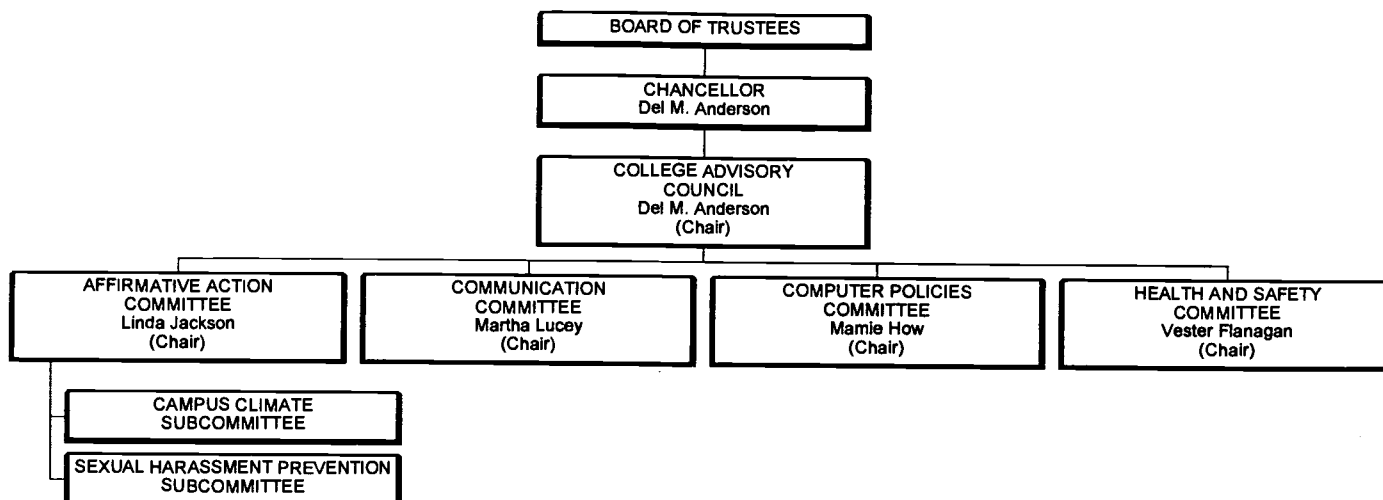 BOARD OF TRUSTEES
CHANCELLOR
Del M. Anderson
COLLEGE ADVISORY
COUNCIL
Del M. Anderson
(Chair)
AFFIRMATIVE ACTION
COMMITTEE
Linda Jackson
(Chair)
COMMUNICATION
COMMITTEE
Martha Lucey
(Chair)
COMPUTER POLICIES
COMMITTEE
Mamie How
(Chair)
HEALTH AND SAFETY
COMMITTEE
Vester Flanagan
(Chair)
CAMPUS CLIMATE
SUBCOMMITTEE
SEXUAL HARASSMENT PREVENTION
SUBCOMMITTEE